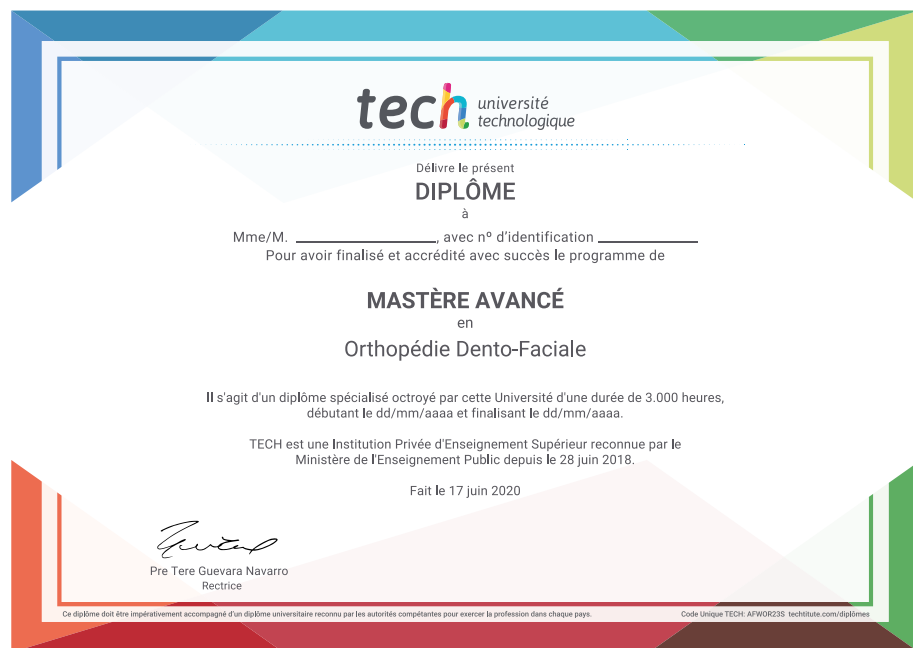 tech université
technologique
Délivre le présent
DIPLÔME
à
Mme/M. ____________, avec nº d'identification ____________
Pour avoir finalisé et accrédité avec succès le programme de
MASTÈRE AVANCÉ
en
Orthopédie Dento-Faciale
Il s'agit d'un diplôme spécialisé octroyé par cette Université d'une durée de 3.000 heures,
débutant le dd/mm/aaaa et finalisant le dd/mm/aaaa.
TECH est une Institution Privée d'Enseignement Supérieur reconnue par le
Ministère de l'Enseignement Public depuis le 28 juin 2018.
Fait le 17 juin 2020
Pre Tere Guevara Navarro
Rectrice
Ce diplôme doit être impérativement accompagné d'un diplôme universitaire reconnu par les autorités compétentes pour exercer la profession dans chaque pays.
Code Unique TECH: AFWOR23S techtitute.com/diplômes